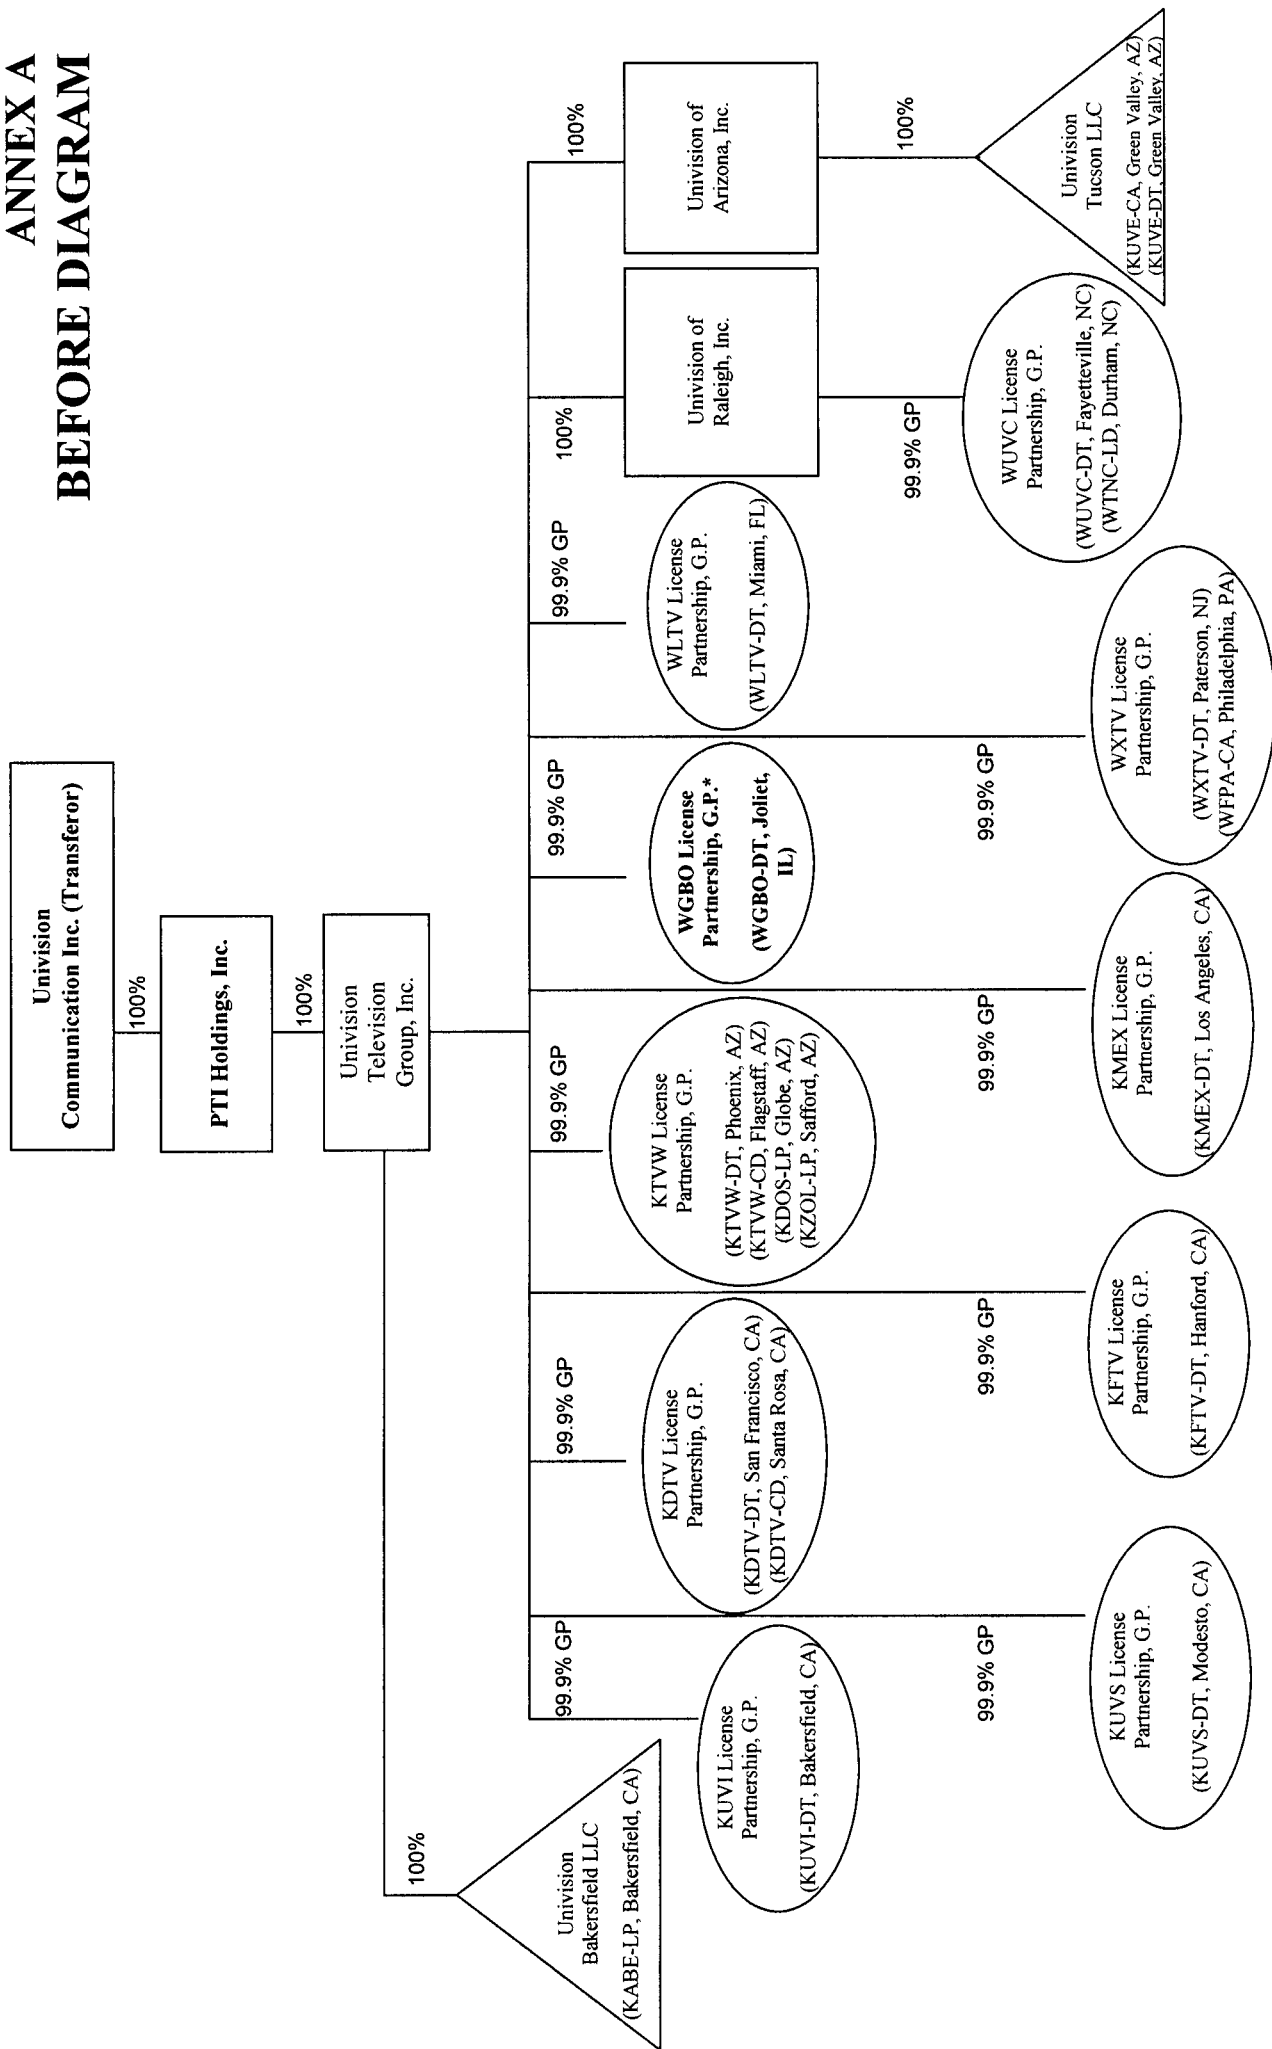 ANNEX A
BEFORE DIAGRAM
Univision
Communication Inc. (Transferor)
100%
PTI Holdings, Inc.
100%
Univision
Television
Group, Inc.
100%
Univision
Bakersfield LLC
(KABE-LP, Bakersfield, CA)
99.9% GP
KUVI License
Partnership, G.P.
(KUVI-DT, Bakersfield, CA)
99.9% GP
KDTV License
Partnership, G.P.
(KDTV-DT, San Francisco, CA)
(KDTV-CD, Santa Rosa, CA)
99.9% GP
KTVW License
Partnership, G.P.
(KTVW-DT, Phoenix, AZ)
(KTVW-CD, Flagstaff, AZ)
(KDOS-LP, Globe, AZ)
(KZOL-LP, Safford, AZ)
99.9% GP
WGBO License
Partnership, G.P.*
(WGBO-DT, Joliet,
IL)
99.9% GP
WLTV License
Partnership, G.P.
(WLTV-DT, Miami, FL)
100%
Univision of
Raleigh, Inc.
100%
Univision of
Arizona, Inc.
99.9% GP
KUVS License
Partnership, G.P.
(KUVS-DT, Modesto, CA)
99.9% GP
KFTV License
Partnership, G.P.
(KFTV-DT, Hanford, CA)
99.9% GP
KMEX License
Partnership, G.P.
(KMEX-DT, Los Angeles, CA)
99.9% GP
WXTV License
Partnership, G.P.
(WXTV-DT, Paterson, NJ)
(WFPA-CA, Philadelphia, PA)
99.9% GP
WUVC License
Partnership, G.P.
(WUVC-DT, Fayetteville, NC)
(WTNC-LD, Durham, NC)
100%
Univision
Tucson LLC
(KUVE-CA, Green Valley, AZ)
(KUVE-DT, Green Valley, AZ)